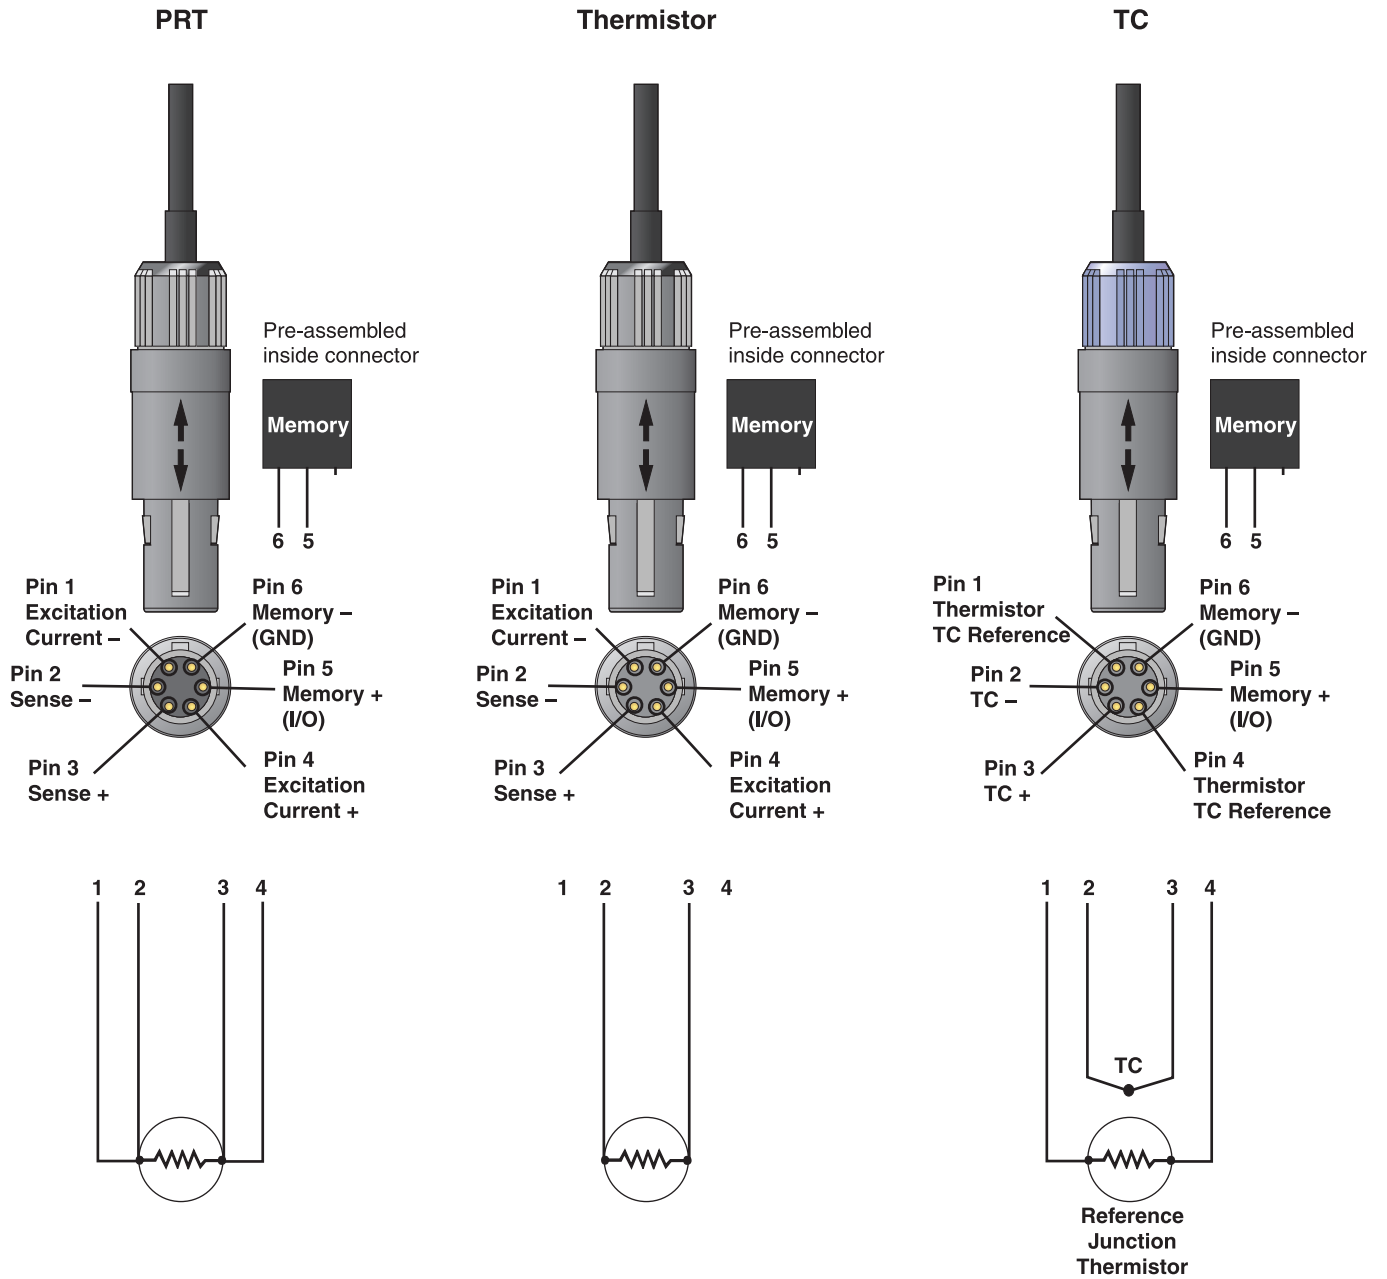 PRT
Pre-assembled
inside connector
Memory
6 5
Pin 1
Excitation
Current –
Pin 6
Memory –
(GND)
Pin 2
Sense –
Pin 5
Memory +
(I/O)
Pin 3
Sense +
Pin 4
Excitation
Current +
1 2 3 4
Thermistor
Pre-assembled
inside connector
Memory
6 5
Pin 1
Excitation
Current –
Pin 6
Memory –
(GND)
Pin 2
Sense –
Pin 5
Memory +
(I/O)
Pin 3
Sense +
Pin 4
Excitation
Current +
1 2 3 4
TC
Pre-assembled
inside connector
Memory
6 5
Pin 1
Thermistor
TC Reference
Pin 6
Memory –
(GND)
Pin 2
TC –
Pin 5
Memory +
(I/O)
Pin 3
TC +
Pin 4
Thermistor
TC Reference
1 2 3 4
TC
Reference
Junction
Thermistor